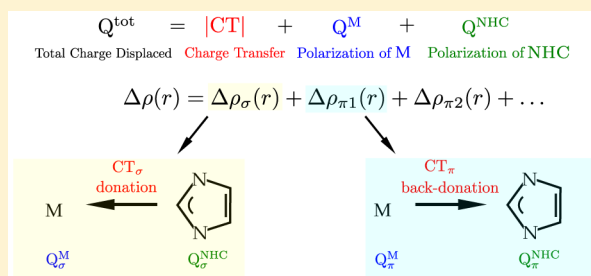 Q^tot = |CT| + Q^M + Q^NHC
Total Charge Displaced Charge Transfer Polarization of M Polarization of NHC
Δρ(r) = Δρ_σ(r) + Δρ_π1(r) + Δρ_π2(r) + ...
CT_σ
donation
M N N
Q_σ^M Q_σ^NHC
CT_π
back-donation
M N N
Q_π^M Q_π^NHC